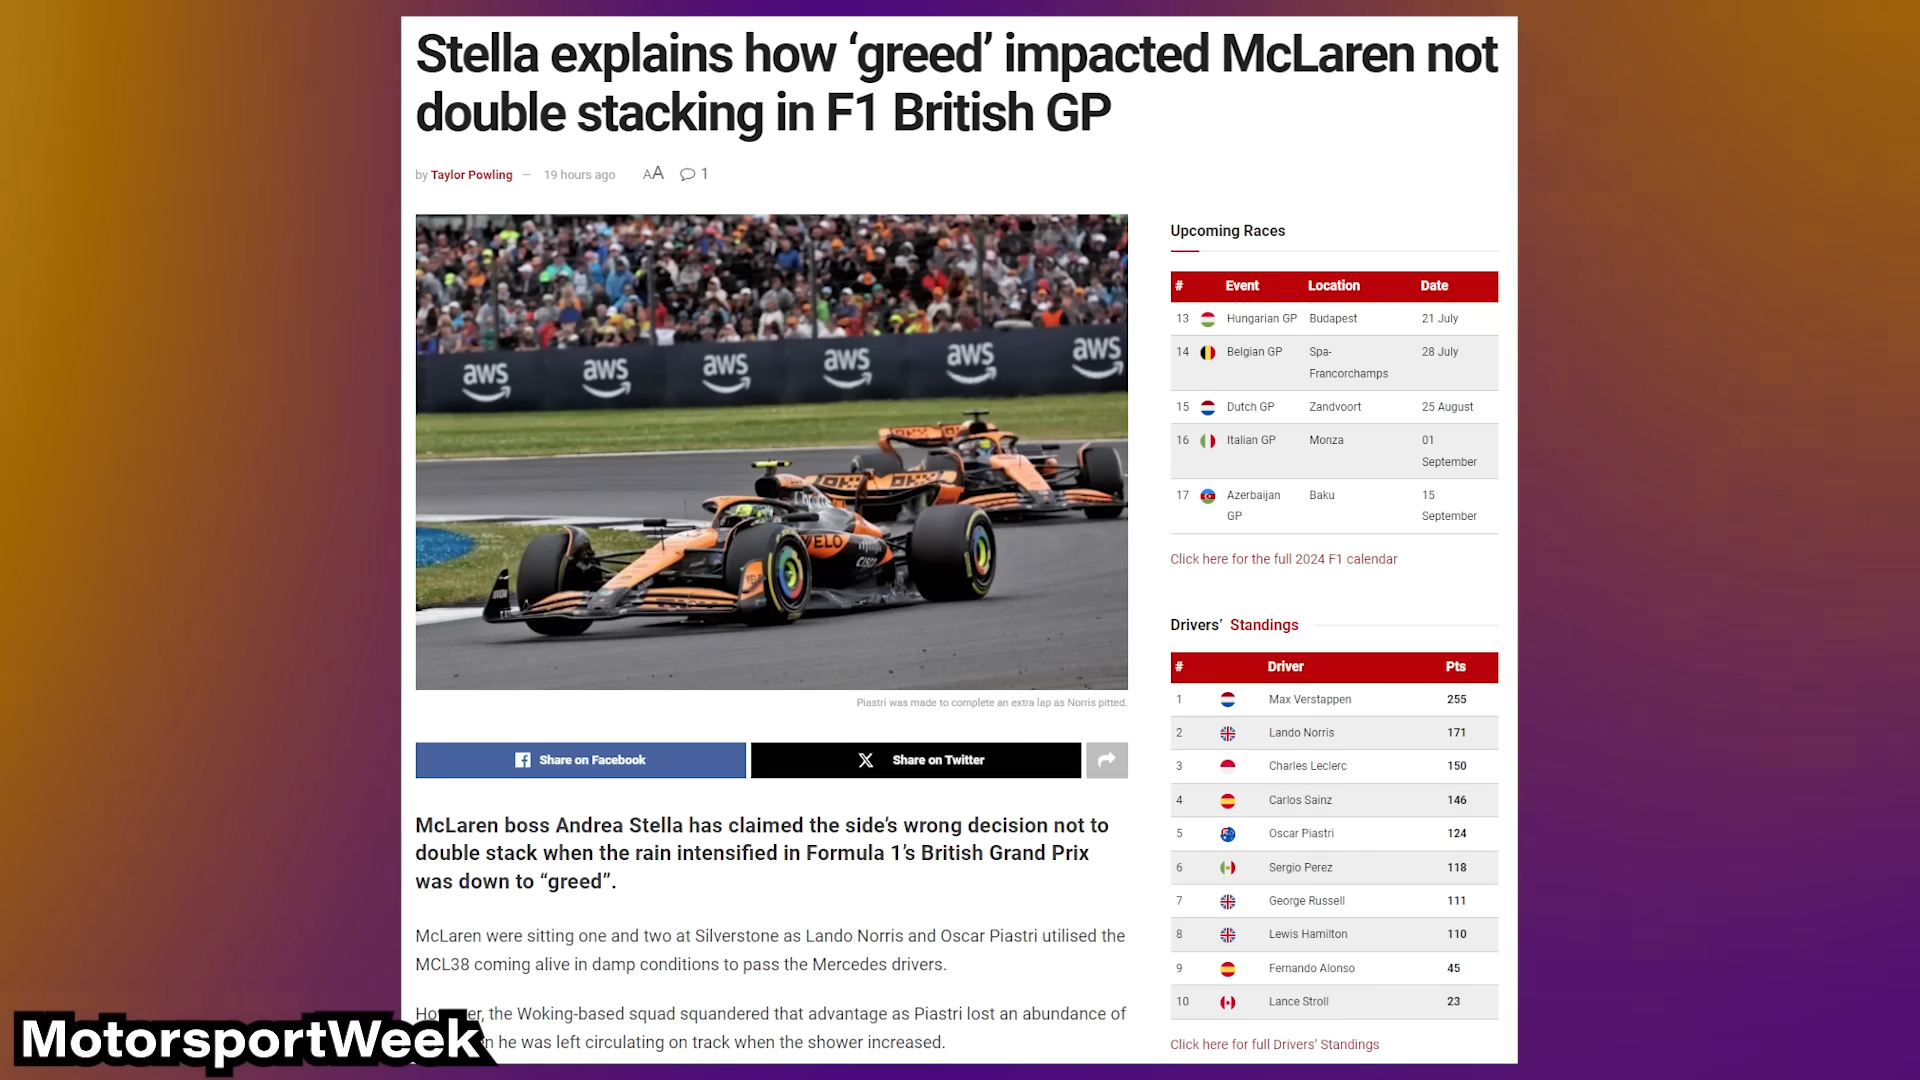 Stella explains how ‘greed’ impacted McLaren not
double stacking in F1 British GP
by Taylor Powling — 19 hours ago AA 1
aws aws aws aws aws aws
VELO
Piastri was made to complete an extra lap as Norris pitted.
Share on Facebook
Share on Twitter
McLaren boss Andrea Stella has claimed the side’s wrong decision not to
double stack when the rain intensified in Formula 1’s British Grand Prix
was down to “greed”.
McLaren were sitting one and two at Silverstone as Lando Norris and Oscar Piastri utilised the
MCL38 coming alive in damp conditions to pass the Mercedes drivers.
the Woking-based squad squandered that advantage as Piastri lost an abundance of
he was left circulating on track when the shower increased.
Upcoming Races
# Event Location Date
13 Hungarian GP Budapest 21 July
14 Belgian GP Spa-
Francorchamps 28 July
15 Dutch GP Zandvoort 25 August
16 Italian GP Monza 01
September
17 Azerbaijan
GP Baku 15
September
Click here for the full 2024 F1 calendar
Drivers’ Standings
# Driver Pts
1 Max Verstappen 255
2 Lando Norris 171
3 Charles Leclerc 150
4 Carlos Sainz 146
5 Oscar Piastri 124
6 Sergio Perez 118
7 George Russell 111
8 Lewis Hamilton 110
9 Fernando Alonso 45
10 Lance Stroll 23
Click here for full Drivers’ Standings
MotorsportWeek